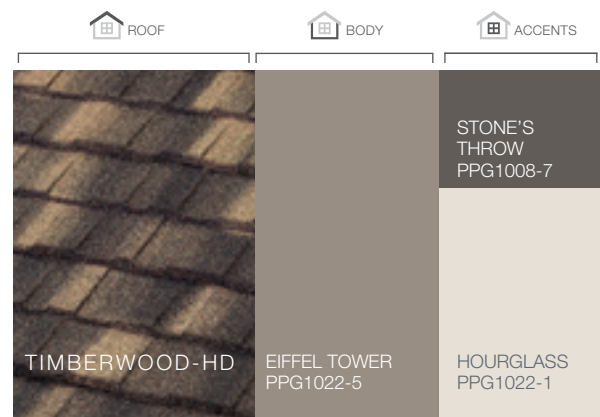 ROOF
BODY
ACCENTS
TIMBERWOOD-HD
EIFFEL TOWER
PPG1022-5
STONE'S
THROW
PPG1008-7
HOURGLASS
PPG1022-1